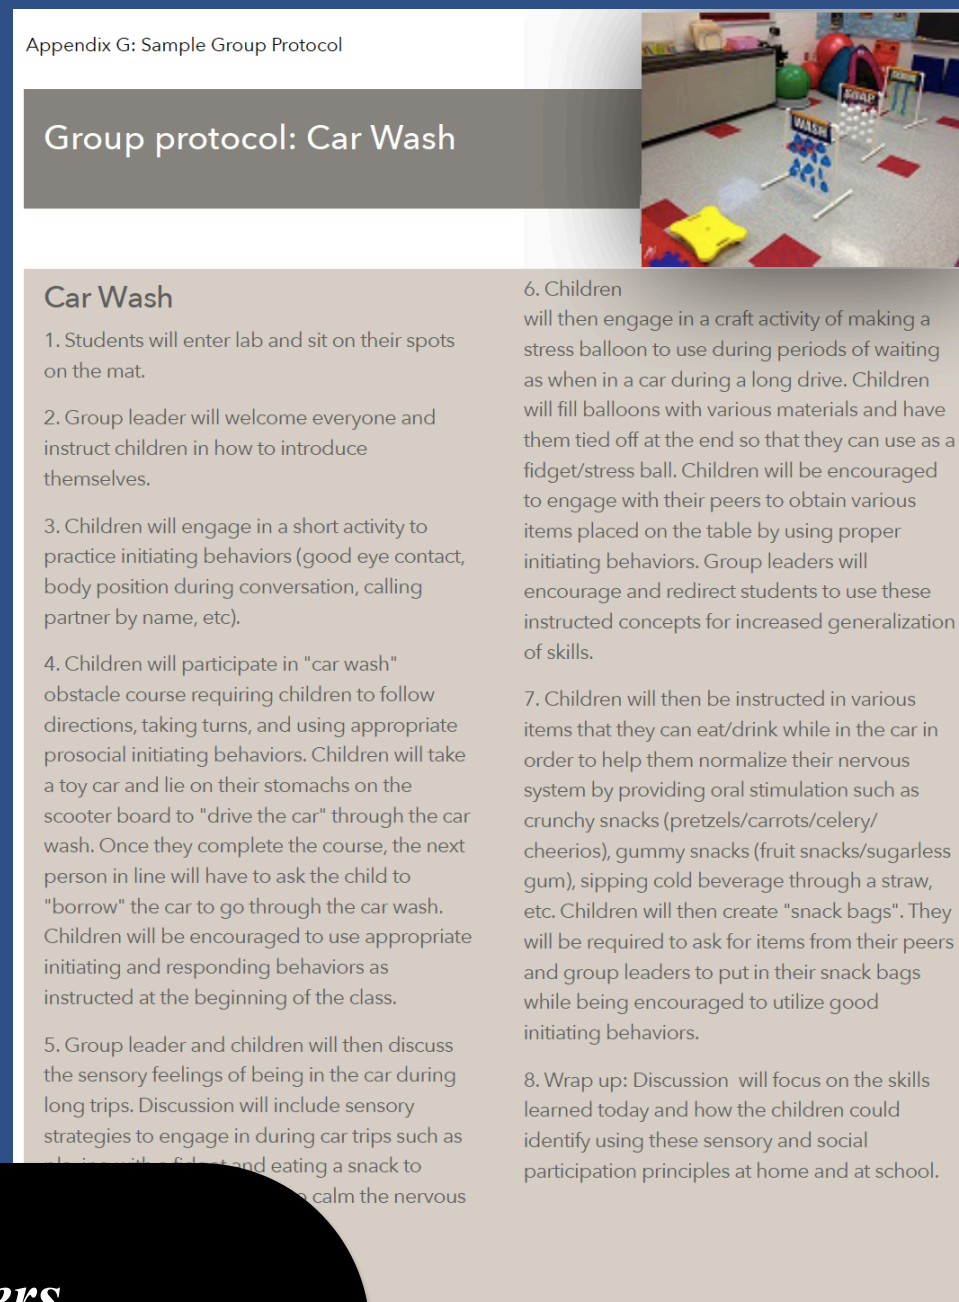 Appendix G: Sample Group Protocol
Group protocol: Car Wash
WASH
SOAP
Car Wash
1. Students will enter lab and sit on their spots
on the mat.
2. Group leader will welcome everyone and
instruct children in how to introduce
themselves.
3. Children will engage in a short activity to
practice initiating behaviors (good eye contact,
body position during conversation, calling
partner by name, etc).
4. Children will participate in "car wash"
obstacle course requiring children to follow
directions, taking turns, and using appropriate
prosocial initiating behaviors. Children will take
a toy car and lie on their stomachs on the
scooter board to "drive the car" through the car
wash. Once they complete the course, the next
person in line will have to ask the child to
"borrow" the car to go through the car wash.
Children will be encouraged to use appropriate
initiating and responding behaviors as
instructed at the beginning of the class.
5. Group leader and children will then discuss
the sensory feelings of being in the car during
long trips. Discussion will include sensory
strategies to engage in during car trips such as
and eating a snack to
calm the nervous
6. Children
will then engage in a craft activity of making a
stress balloon to use during periods of waiting
as when in a car during a long drive. Children
will fill balloons with various materials and have
them tied off at the end so that they can use as a
fidget/stress ball. Children will be encouraged
to engage with their peers to obtain various
items placed on the table by using proper
initiating behaviors. Group leaders will
encourage and redirect students to use these
instructed concepts for increased generalization
of skills.
7. Children will then be instructed in various
items that they can eat/drink while in the car in
order to help them normalize their nervous
system by providing oral stimulation such as
crunchy snacks (pretzels/carrots/celery/
cheerios), gummy snacks (fruit snacks/sugarless
gum), sipping cold beverage through a straw,
etc. Children will then create "snack bags". They
will be required to ask for items from their peers
and group leaders to put in their snack bags
while being encouraged to utilize good
initiating behaviors.
8. Wrap up: Discussion  will focus on the skills
learned today and how the children could
identify using these sensory and social
participation principles at home and at school.
ers